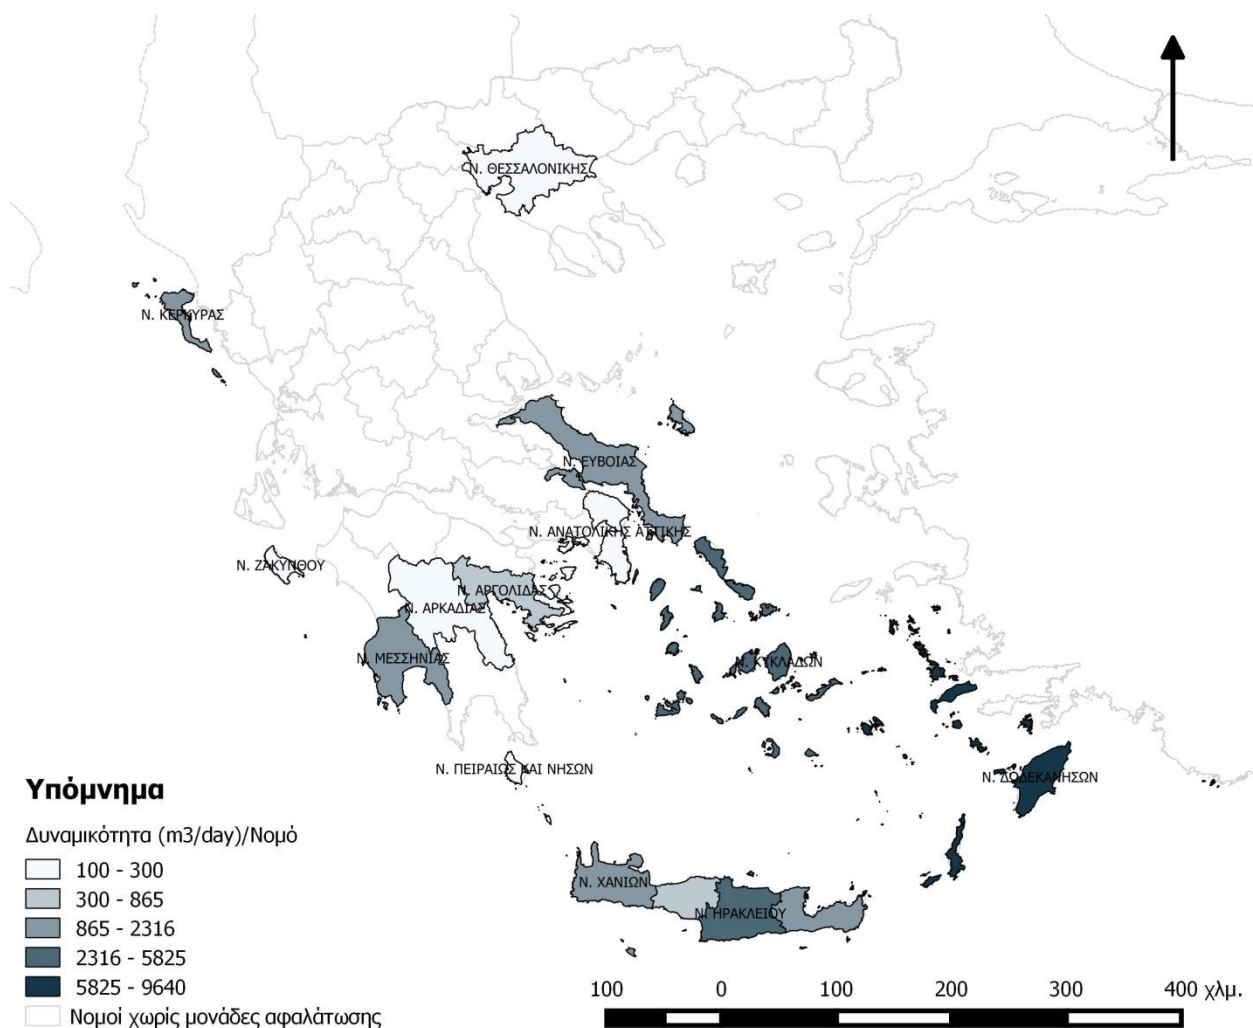 Ν. ΘΕΣΣΑΛΟΝΙΚΗΣ
Ν. ΚΕΡΚΥΡΑΣ
Ν. ΕΥΒΟΙΑΣ
Ν. ΑΝΑΤΟΛΙΚΗΣ ΑΤΤΙΚΗΣ
Ν. ΖΑΚΥΝΘΟΥ
Ν. ΑΡΓΟΛΙΔΑΣ
Ν. ΑΡΚΑΔΙΑΣ
Ν. ΜΕΣΣΗΝΙΑΣ
Ν. ΚΥΚΛΑΔΩΝ
Ν. ΠΕΙΡΑΙΩΣ ΚΑΙ ΝΗΣΩΝ
Ν. ΔΩΔΕΚΑΝΗΣΩΝ
Ν. ΧΑΝΙΩΝ
Ν. ΗΡΑΚΛΕΙΟΥ
Υπόμνημα
Δυναμικότητα (m3/day)/Νομό
100 - 300
300 - 865
865 - 2316
2316 - 5825
5825 - 9640
Νομοί χωρίς μονάδες αφαλάτωσης
100 0 100 200 300 400 χλμ.